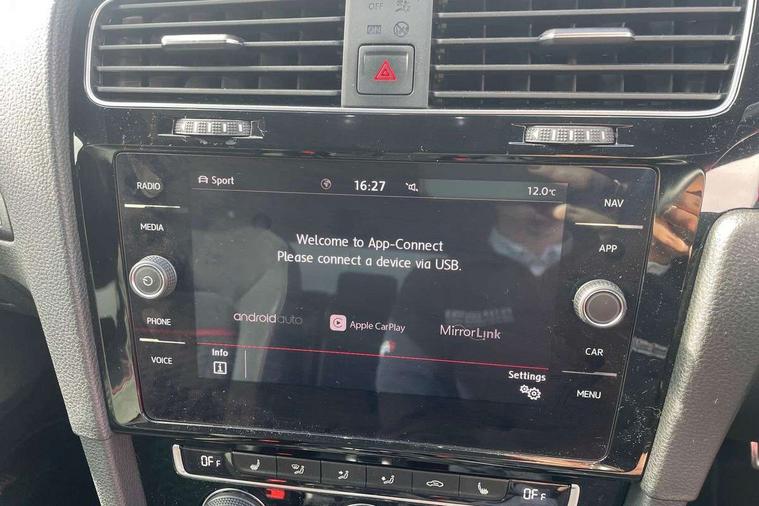 OFF
RADIO
MEDIA
PHONE
VOICE
Sport
16:27
12.0°C
Welcome to App-Connect
Please connect a device via USB.
androidauto
Apple CarPlay
MirrorLink
Info
i
Settings
NAV
APP
CAR
MENU
OFF
OFF